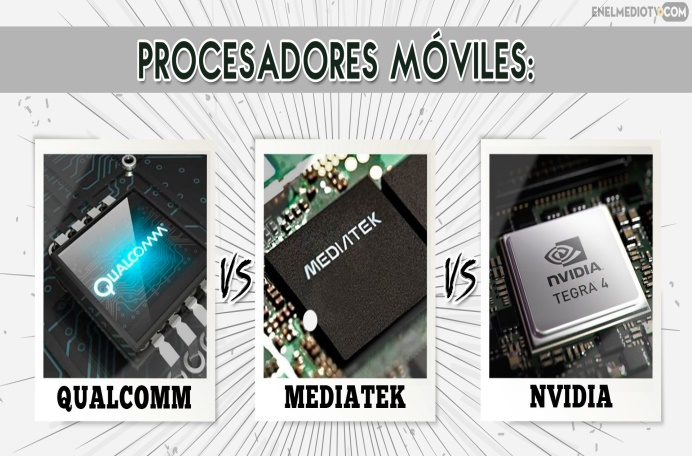 ENELMEDIOTV.COM
PROCESADORES MÓVILES:
QUALCOMM
VS
MEDIATEK
VS
NVIDIA
TEGRA 4
QUALCOMM
MEDIATEK
NVIDIA